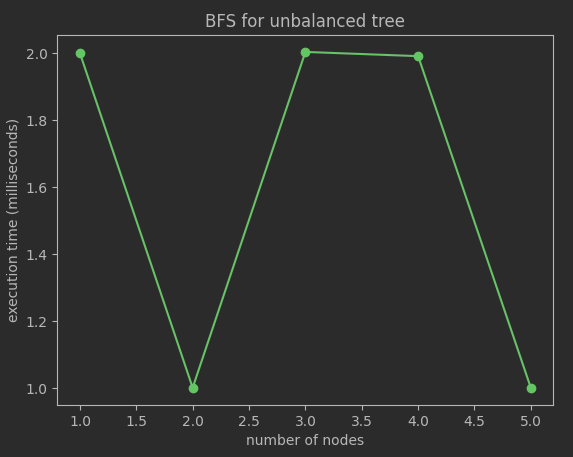 BFS for unbalanced tree
execution time (milliseconds)
2.0
1.8
1.6
1.4
1.2
1.0
1.0 1.5 2.0 2.5 3.0 3.5 4.0 4.5 5.0
number of nodes